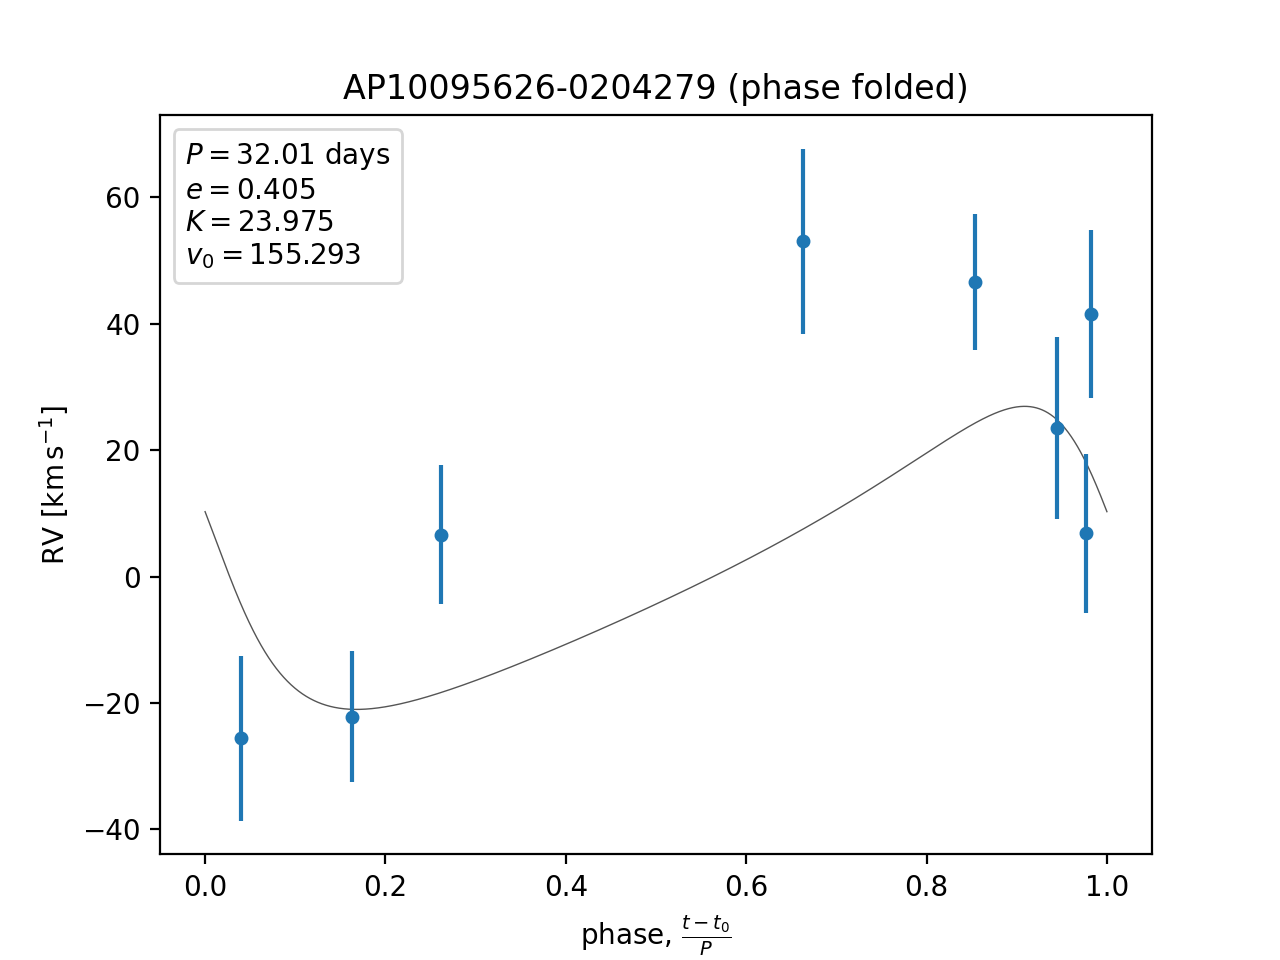 AP10095626-0204279 (phase folded)
P = 32.01 days
e = 0.405
K = 23.975
v₀ = 155.293
60
40
20
0
−20
−40
RV [km s⁻¹]
0.0 0.2 0.4 0.6 0.8 1.0
phase, (t − t₀)/P